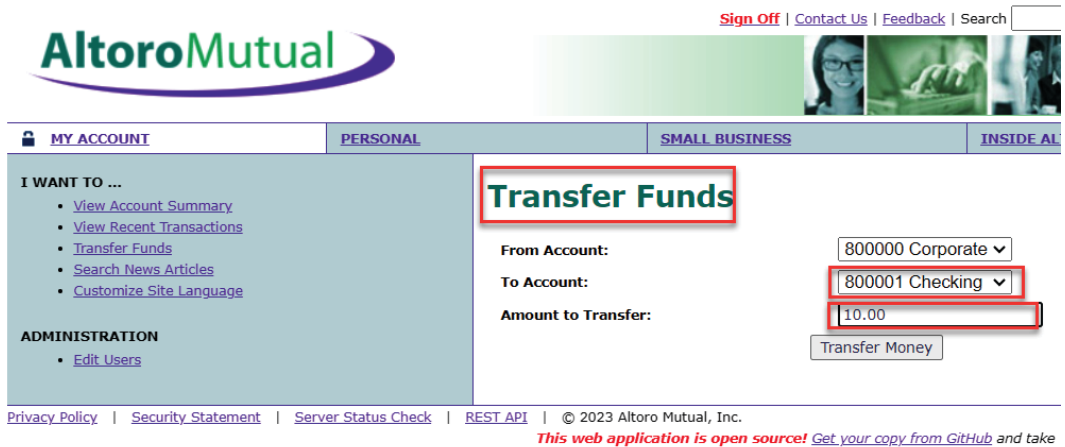 Sign Off | Contact Us | Feedback | Search
AltoroMutual
MY ACCOUNT
PERSONAL
SMALL BUSINESS
INSIDE AL
I WANT TO ...
• View Account Summary
• View Recent Transactions
• Transfer Funds
• Search News Articles
• Customize Site Language
ADMINISTRATION
• Edit Users
Transfer Funds
From Account: 800000 Corporate
To Account: 800001 Checking
Amount to Transfer: 10.00
Transfer Money
Privacy Policy | Security Statement | Server Status Check | REST API | © 2023 Altoro Mutual, Inc.
This web application is open source! Get your copy from GitHub and take